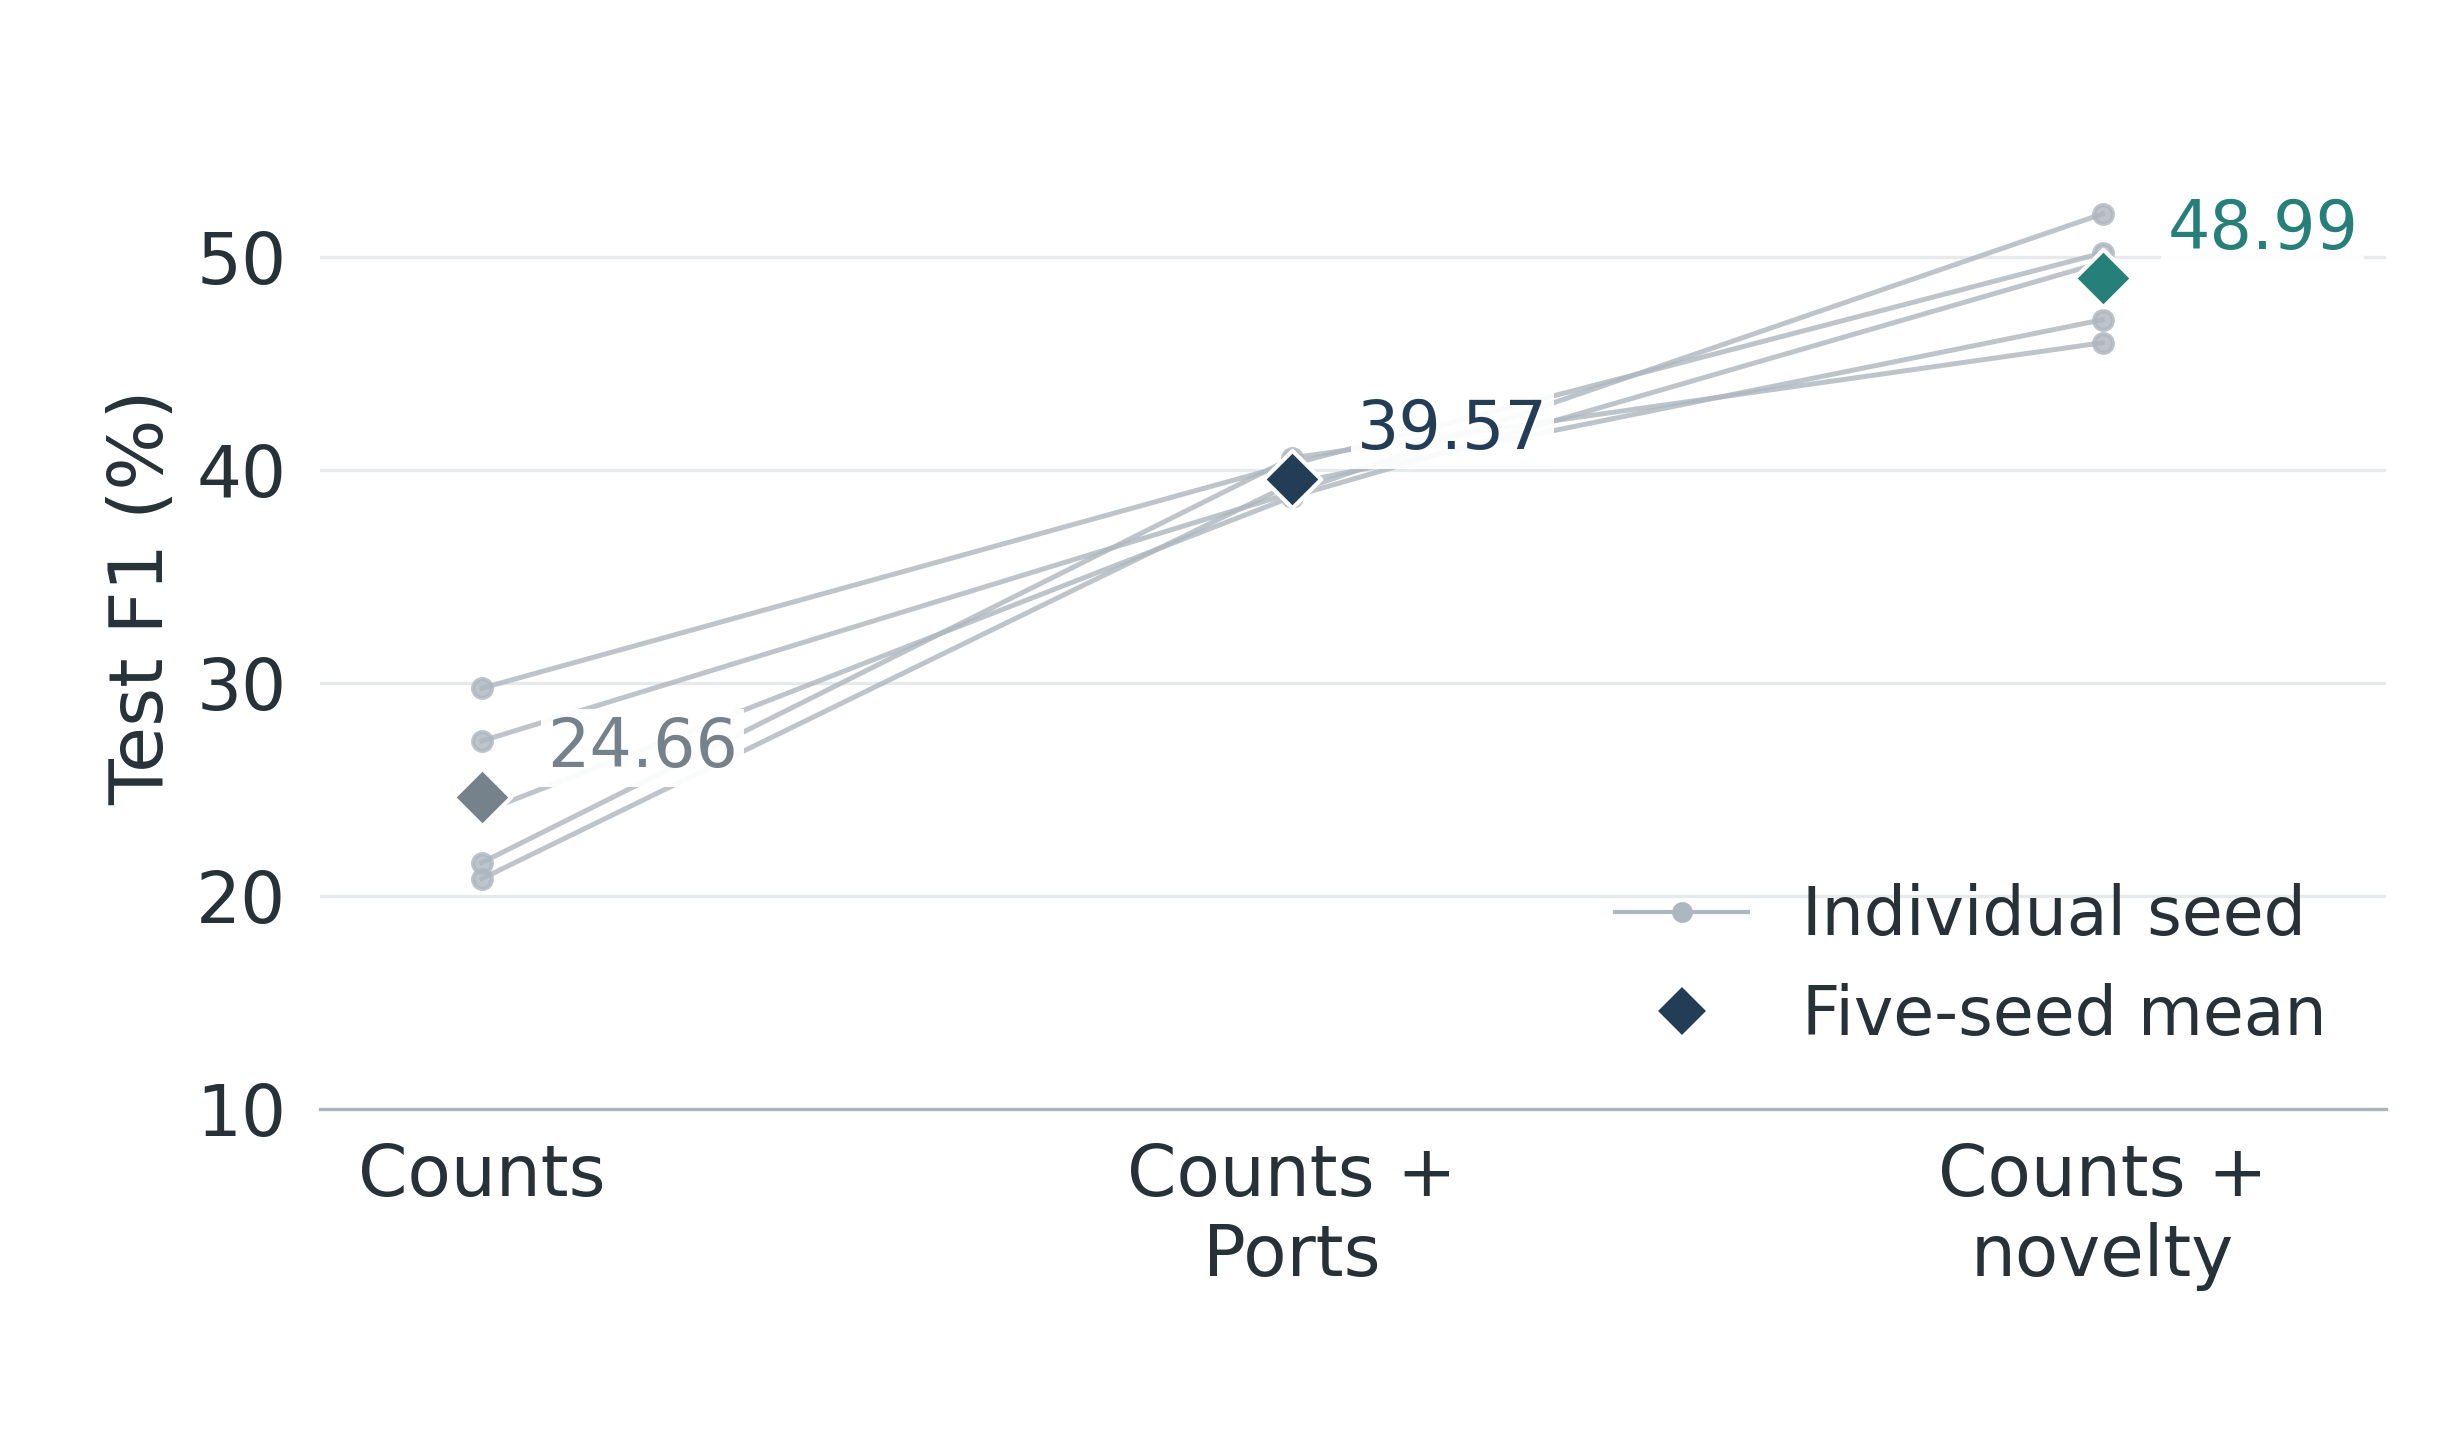 Test F1 (%)
50
40
30
20
10
48.99
39.57
24.66
Individual seed
Five-seed mean
Counts
Counts +
Ports
Counts +
novelty